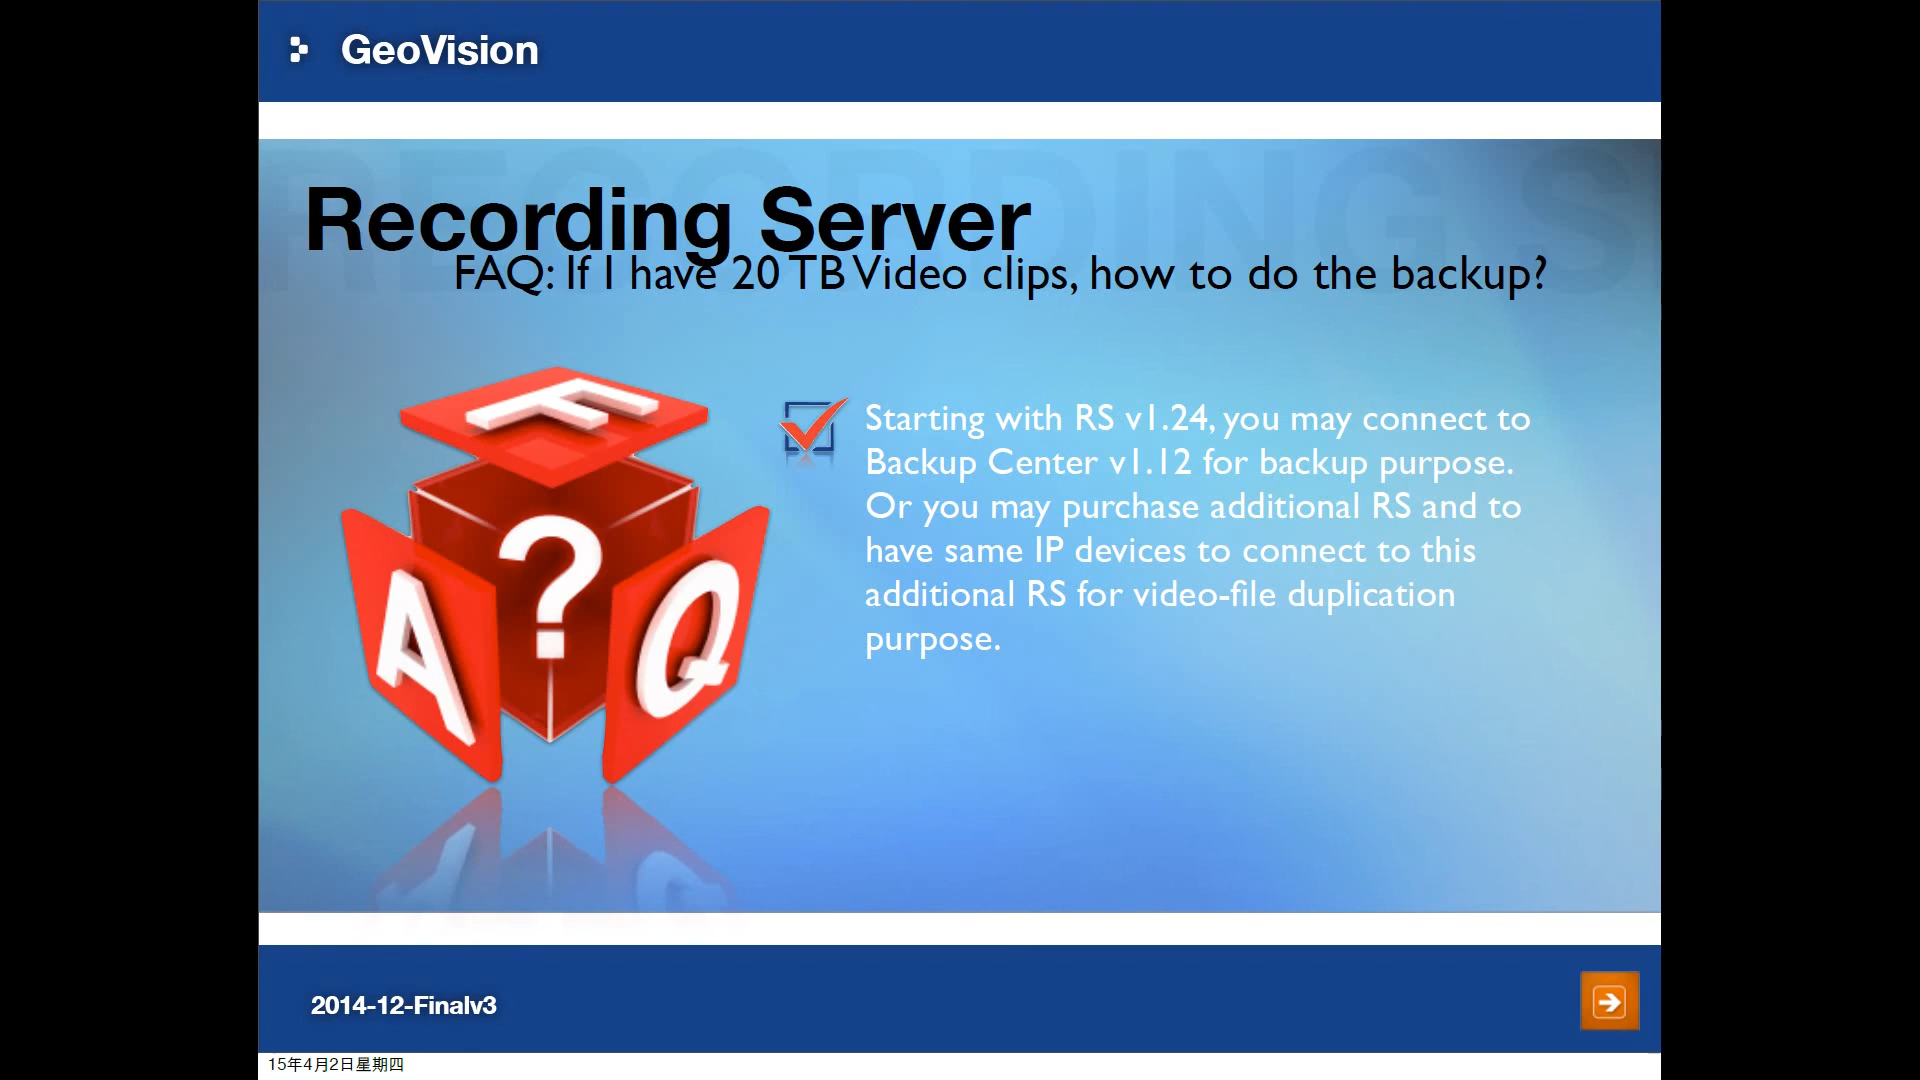 GeoVision
RECORDING S
Recording Server
FAQ: If I have 20 TB Video clips, how to do the backup?
F
A
?
Q
Starting with RS v1.24, you may connect to
Backup Center v1.12 for backup purpose.
Or you may purchase additional RS and to
have same IP devices to connect to this
additional RS for video-file duplication
purpose.
2014-12-Finalv3
15年4月2日星期四